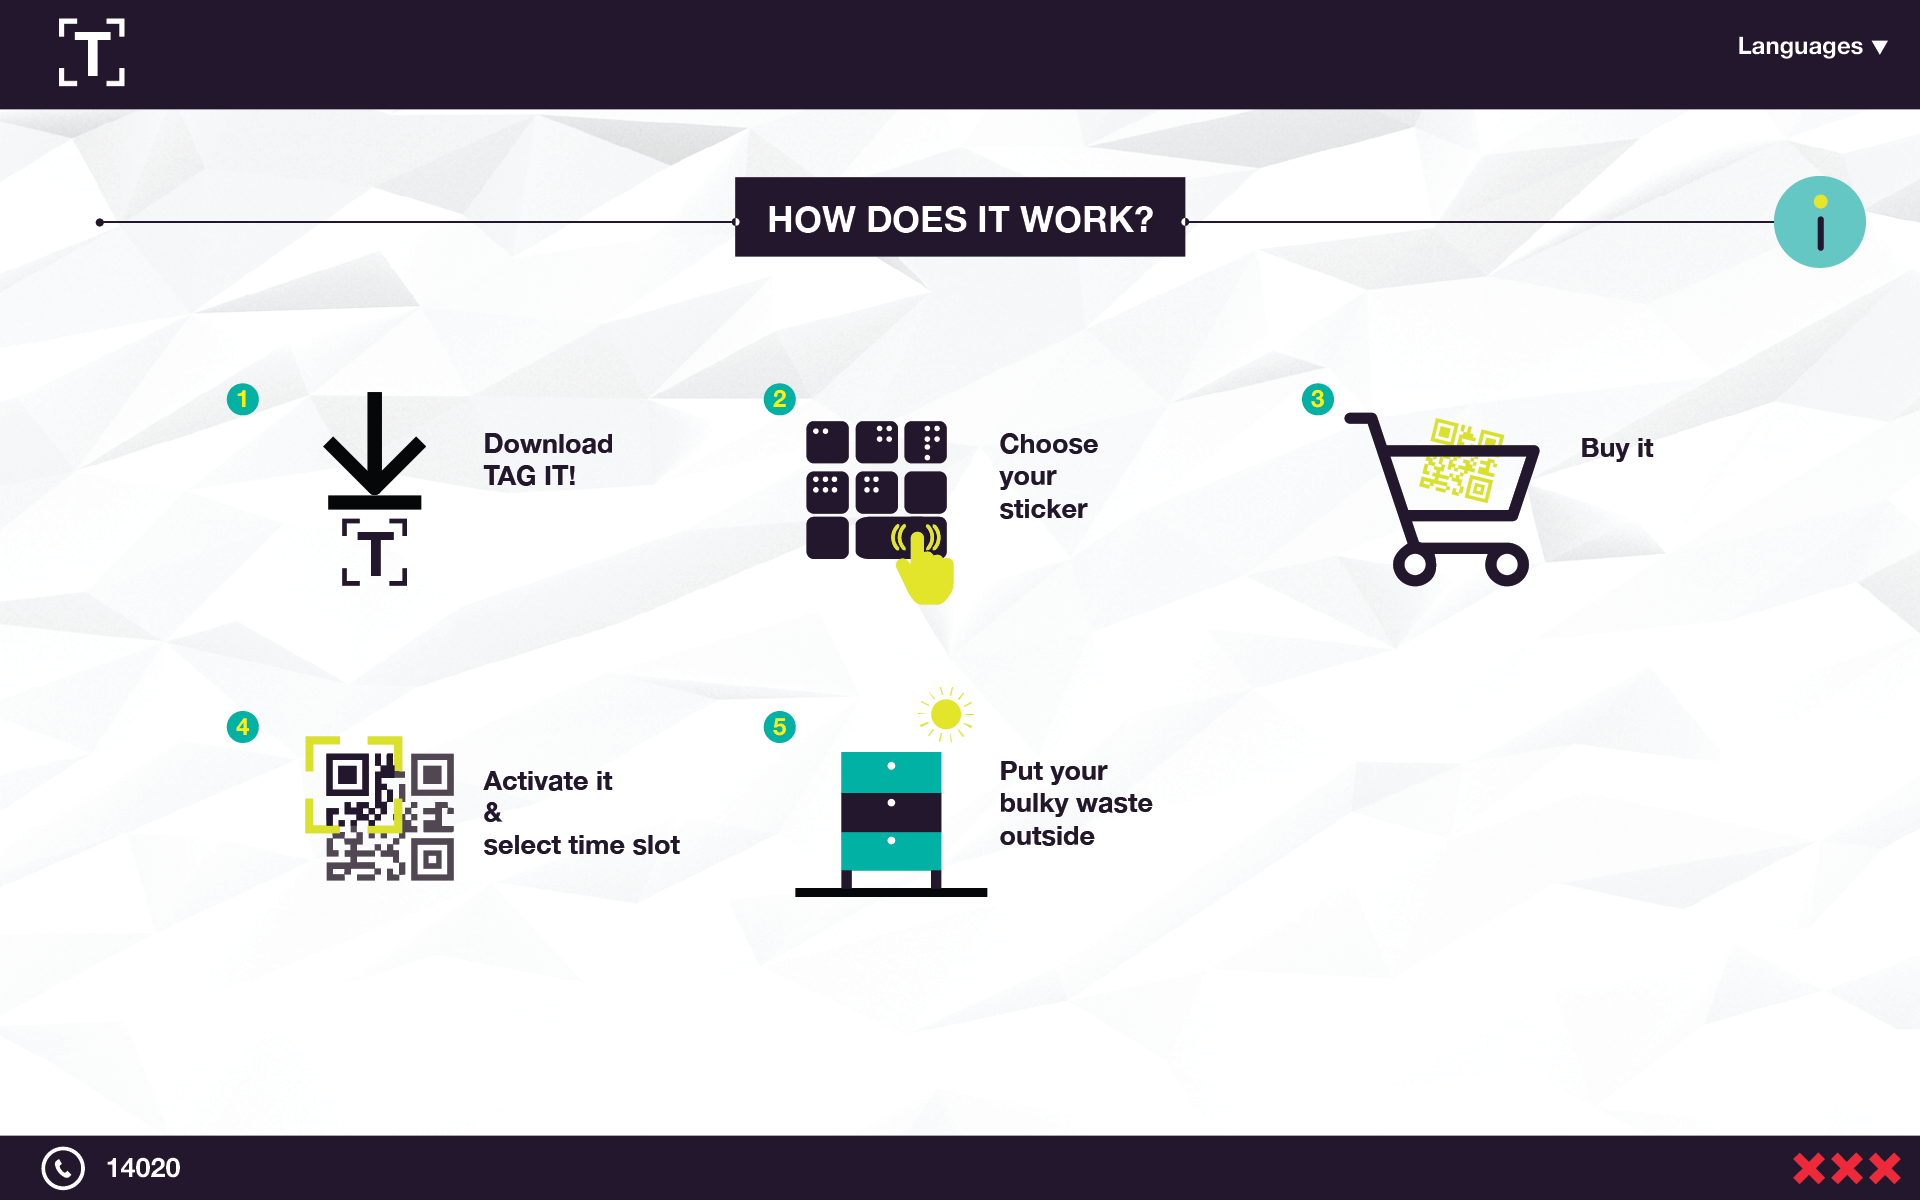 T
Languages ▼
HOW DOES IT WORK?
i
1
Download
TAG IT!
T
2
Choose
your
sticker
3
Buy it
4
Activate it
&
select time slot
5
Put your
bulky waste
outside
14020